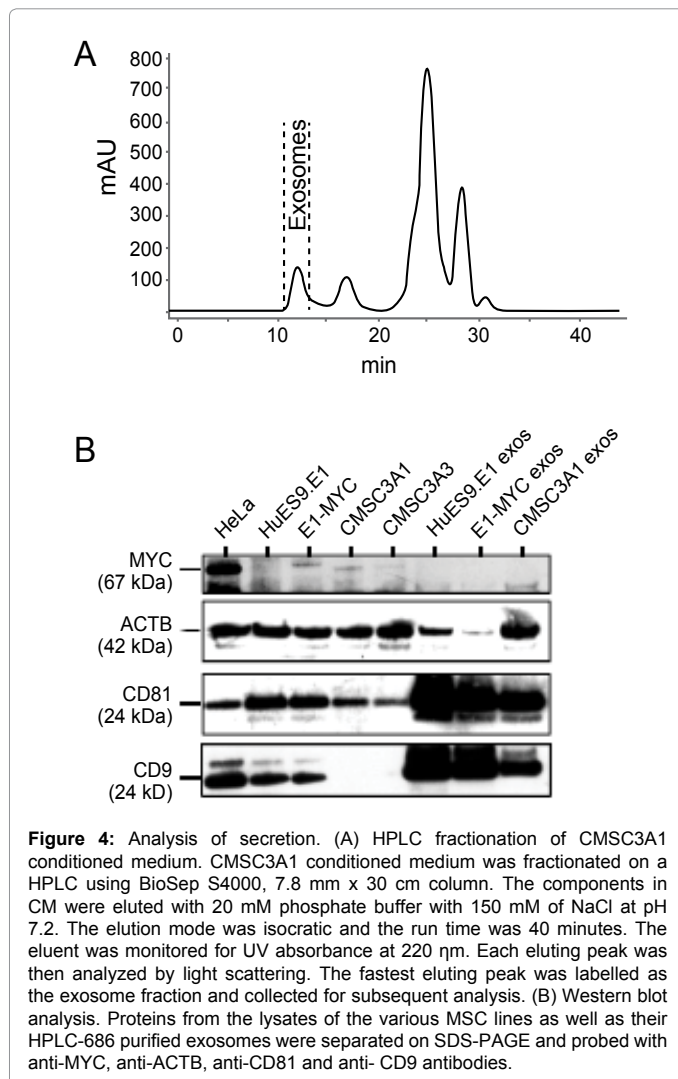 A
800
700
600
500
400
300
200
100
mAU
Exosomes
0 10 20 30 40
min
B
HeLa
HuES9.E1
E1-MYC
CMSC3A1
CMSC3A3
HuES9.E1 exos
E1-MYC exos
CMSC3A1 exos
MYC
(67 kDa)
ACTB
(42 kDa)
CD81
(24 kDa)
CD9
(24 kD)
Figure 4: Analysis of secretion. (A) HPLC fractionation of CMSC3A1
conditioned medium. CMSC3A1 conditioned medium was fractionated on a
HPLC using BioSep S4000, 7.8 mm x 30 cm column. The components in
CM were eluted with 20 mM phosphate buffer with 150 mM of NaCl at pH
7.2. The elution mode was isocratic and the run time was 40 minutes. The
eluent was monitored for UV absorbance at 220 ηm. Each eluting peak was
then analyzed by light scattering. The fastest eluting peak was labelled as
the exosome fraction and collected for subsequent analysis. (B) Western blot
analysis. Proteins from the lysates of the various MSC lines as well as their
HPLC-686 purified exosomes were separated on SDS-PAGE and probed with
anti-MYC, anti-ACTB, anti-CD81 and anti- CD9 antibodies.